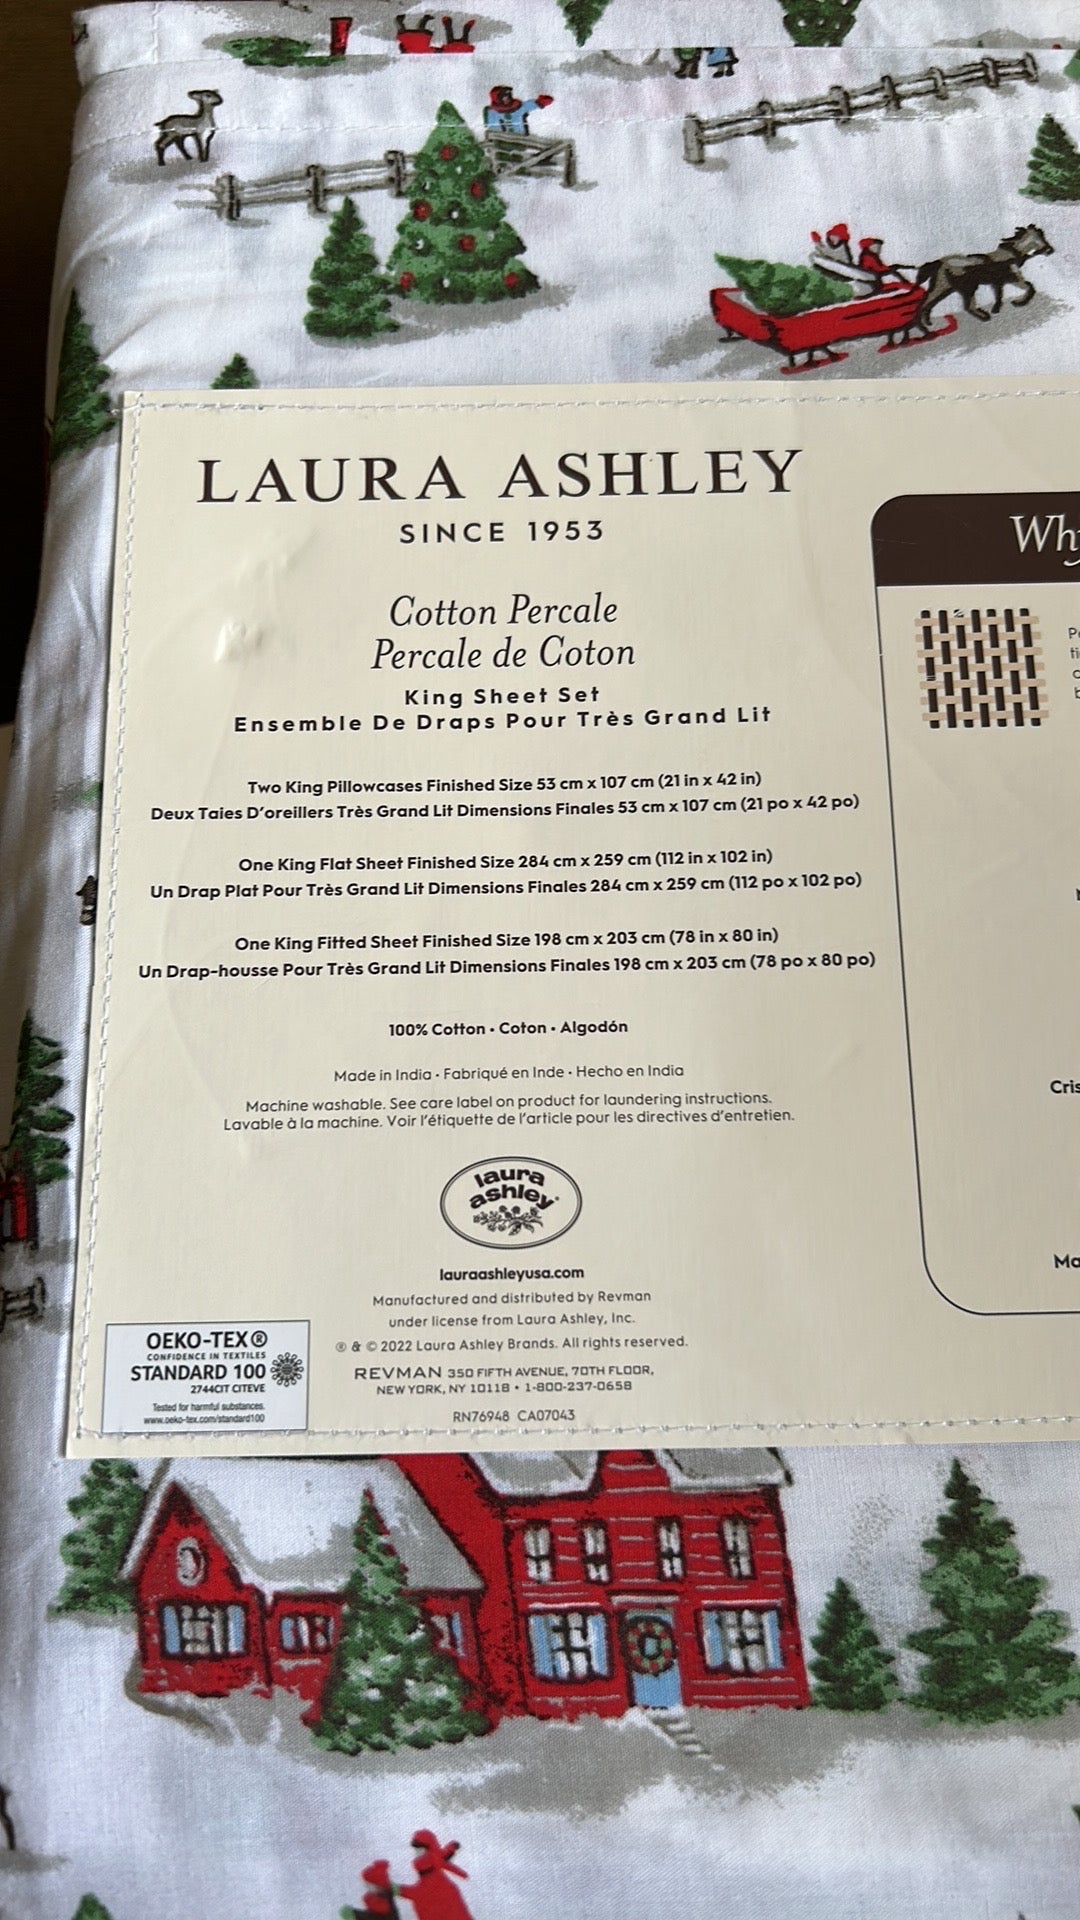 LAURA ASHLEY
SINCE 1953
Cotton Percale
Percale de Coton
King Sheet Set
Ensemble De Draps Pour Très Grand Lit
Two King Pillowcases Finished Size 53 cm x 107 cm (21 in x 42 in)
Deux Taies D'oreillers Très Grand Lit Dimensions Finales 53 cm x 107 cm (21 po x 42 po)
One King Flat Sheet Finished Size 284 cm x 259 cm (112 in x 102 in)
Un Drap Plat Pour Très Grand Lit Dimensions Finales 284 cm x 259 cm (112 po x 102 po)
One King Fitted Sheet Finished Size 198 cm x 203 cm (78 in x 80 in)
Un Drap-housse Pour Très Grand Lit Dimensions Finales 198 cm x 203 cm (78 po x 80 po)
100% Cotton • Coton • Algodón
Made in India • Fabriqué en Inde • Hecho en India
Machine washable. See care label on product for laundering instructions.
Lavable à la machine. Voir l'étiquette de l'article pour les directives d'entretien.
laura
ashley®
lauraashleyusa.com
Manufactured and distributed by Revman
under license from Laura Ashley, Inc.
® & © 2022 Laura Ashley Brands. All rights reserved.
REVMAN 350 FIFTH AVENUE, 70TH FLOOR,
NEW YORK, NY 10118 • 1-800-237-0658
RN76948 CA07043
OEKO-TEX®
CONFIDENCE IN TEXTILES
STANDARD 100
2744CIT CITEVE
Tested for harmful substances.
www.oeko-tex.com/standard100
Why
Cris
Ma